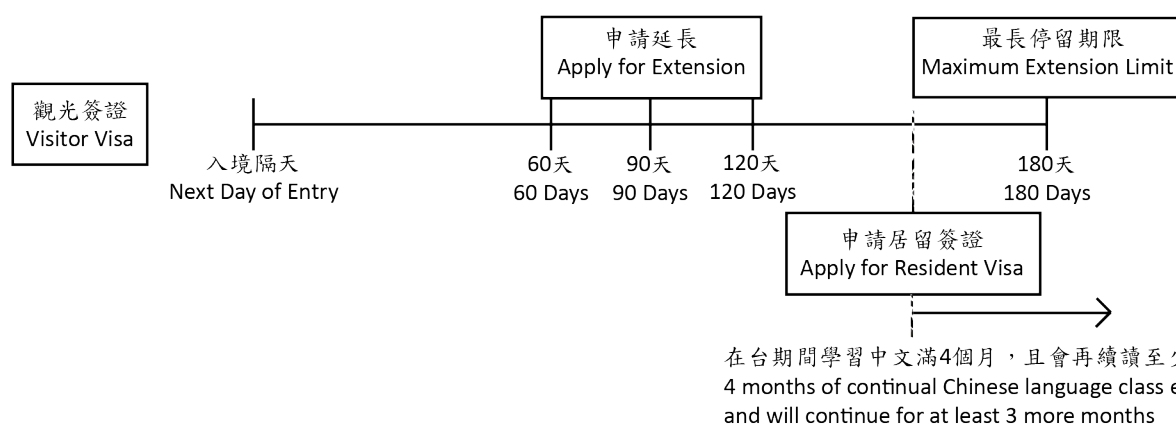 觀光簽證
Visitor Visa
申請延長
Apply for Extension
最長停留期限
Maximum Extension Limit
入境隔天
Next Day of Entry
60天
60 Days
90天
90 Days
120天
120 Days
180天
180 Days
申請居留簽證
Apply for Resident Visa
在台期間學習中文滿4個月，且會再續讀至
4 months of continual Chinese language class
and will continue for at least 3 more months